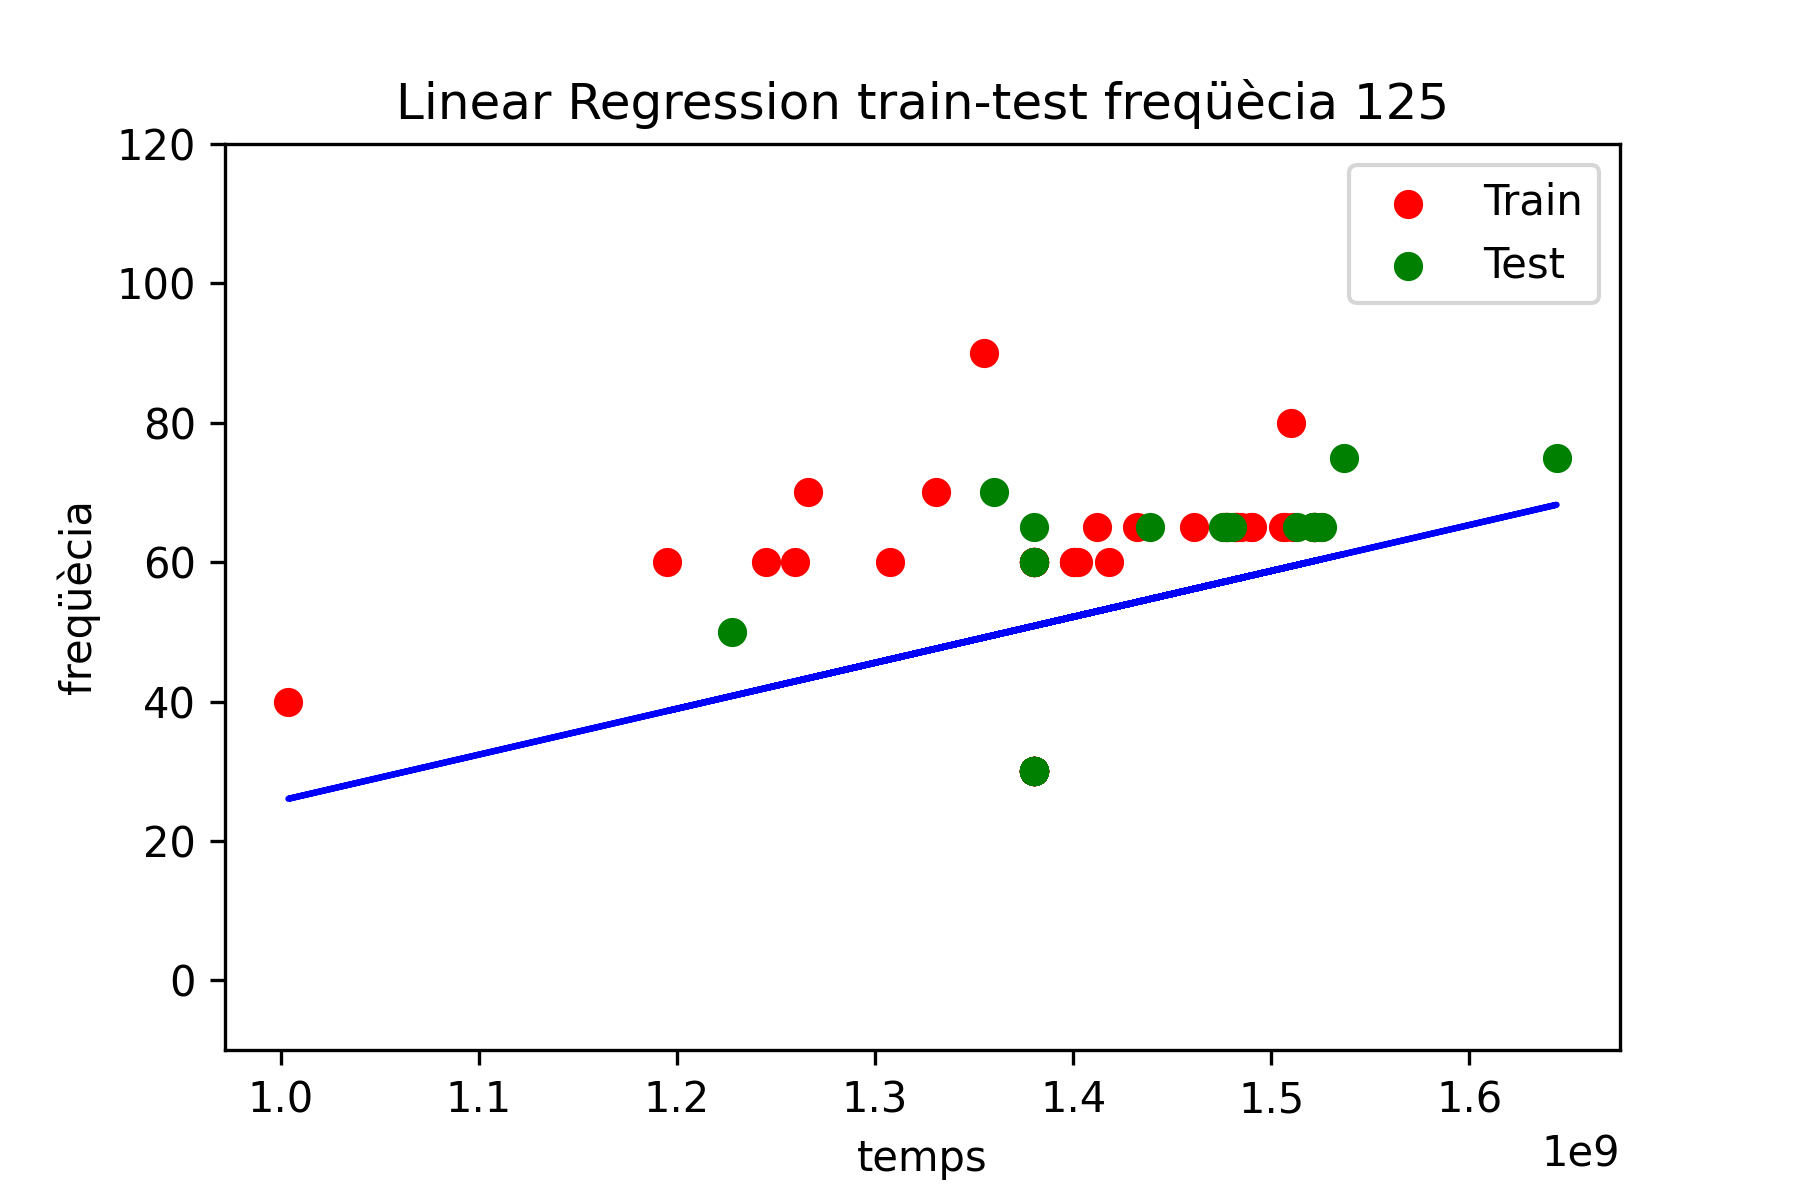 Linear Regression train-test freqüècia 125
120
100
80
60
40
20
0
freqüècia
Train
Test
1.0 1.1 1.2 1.3 1.4 1.5 1.6
temps
1e9